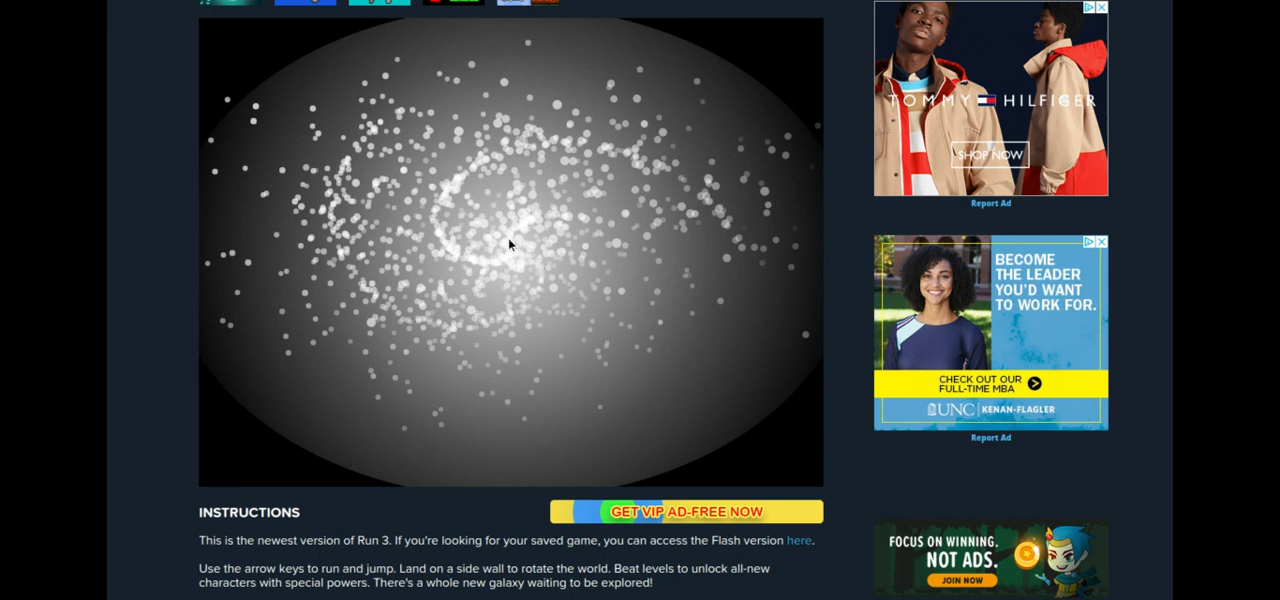 TOMMY HILFIGER
SHOP NOW
Report Ad
BECOME
THE LEADER
YOU'D WANT
TO WORK FOR.
CHECK OUT OUR
FULL-TIME MBA
UNC KENAN-FLAGLER
Report Ad
INSTRUCTIONS
GET VIP AD-FREE NOW
This is the newest version of Run 3. If you're looking for your saved game, you can access the Flash version here.
Use the arrow keys to run and jump. Land on a side wall to rotate the world. Beat levels to unlock all-new
characters with special powers. There's a whole new galaxy waiting to be explored!
FOCUS ON WINNING.
NOT ADS.
JOIN NOW